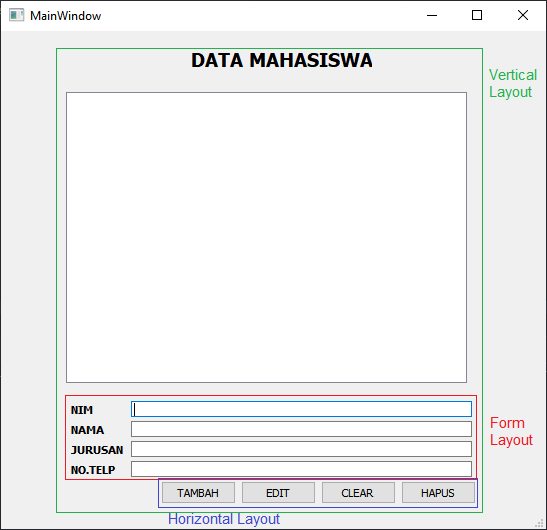 MainWindow
DATA MAHASISWA
Vertical
Layout
NIM
NAMA
JURUSAN
NO.TELP
Form
Layout
TAMBAH EDIT CLEAR HAPUS
Horizontal Layout